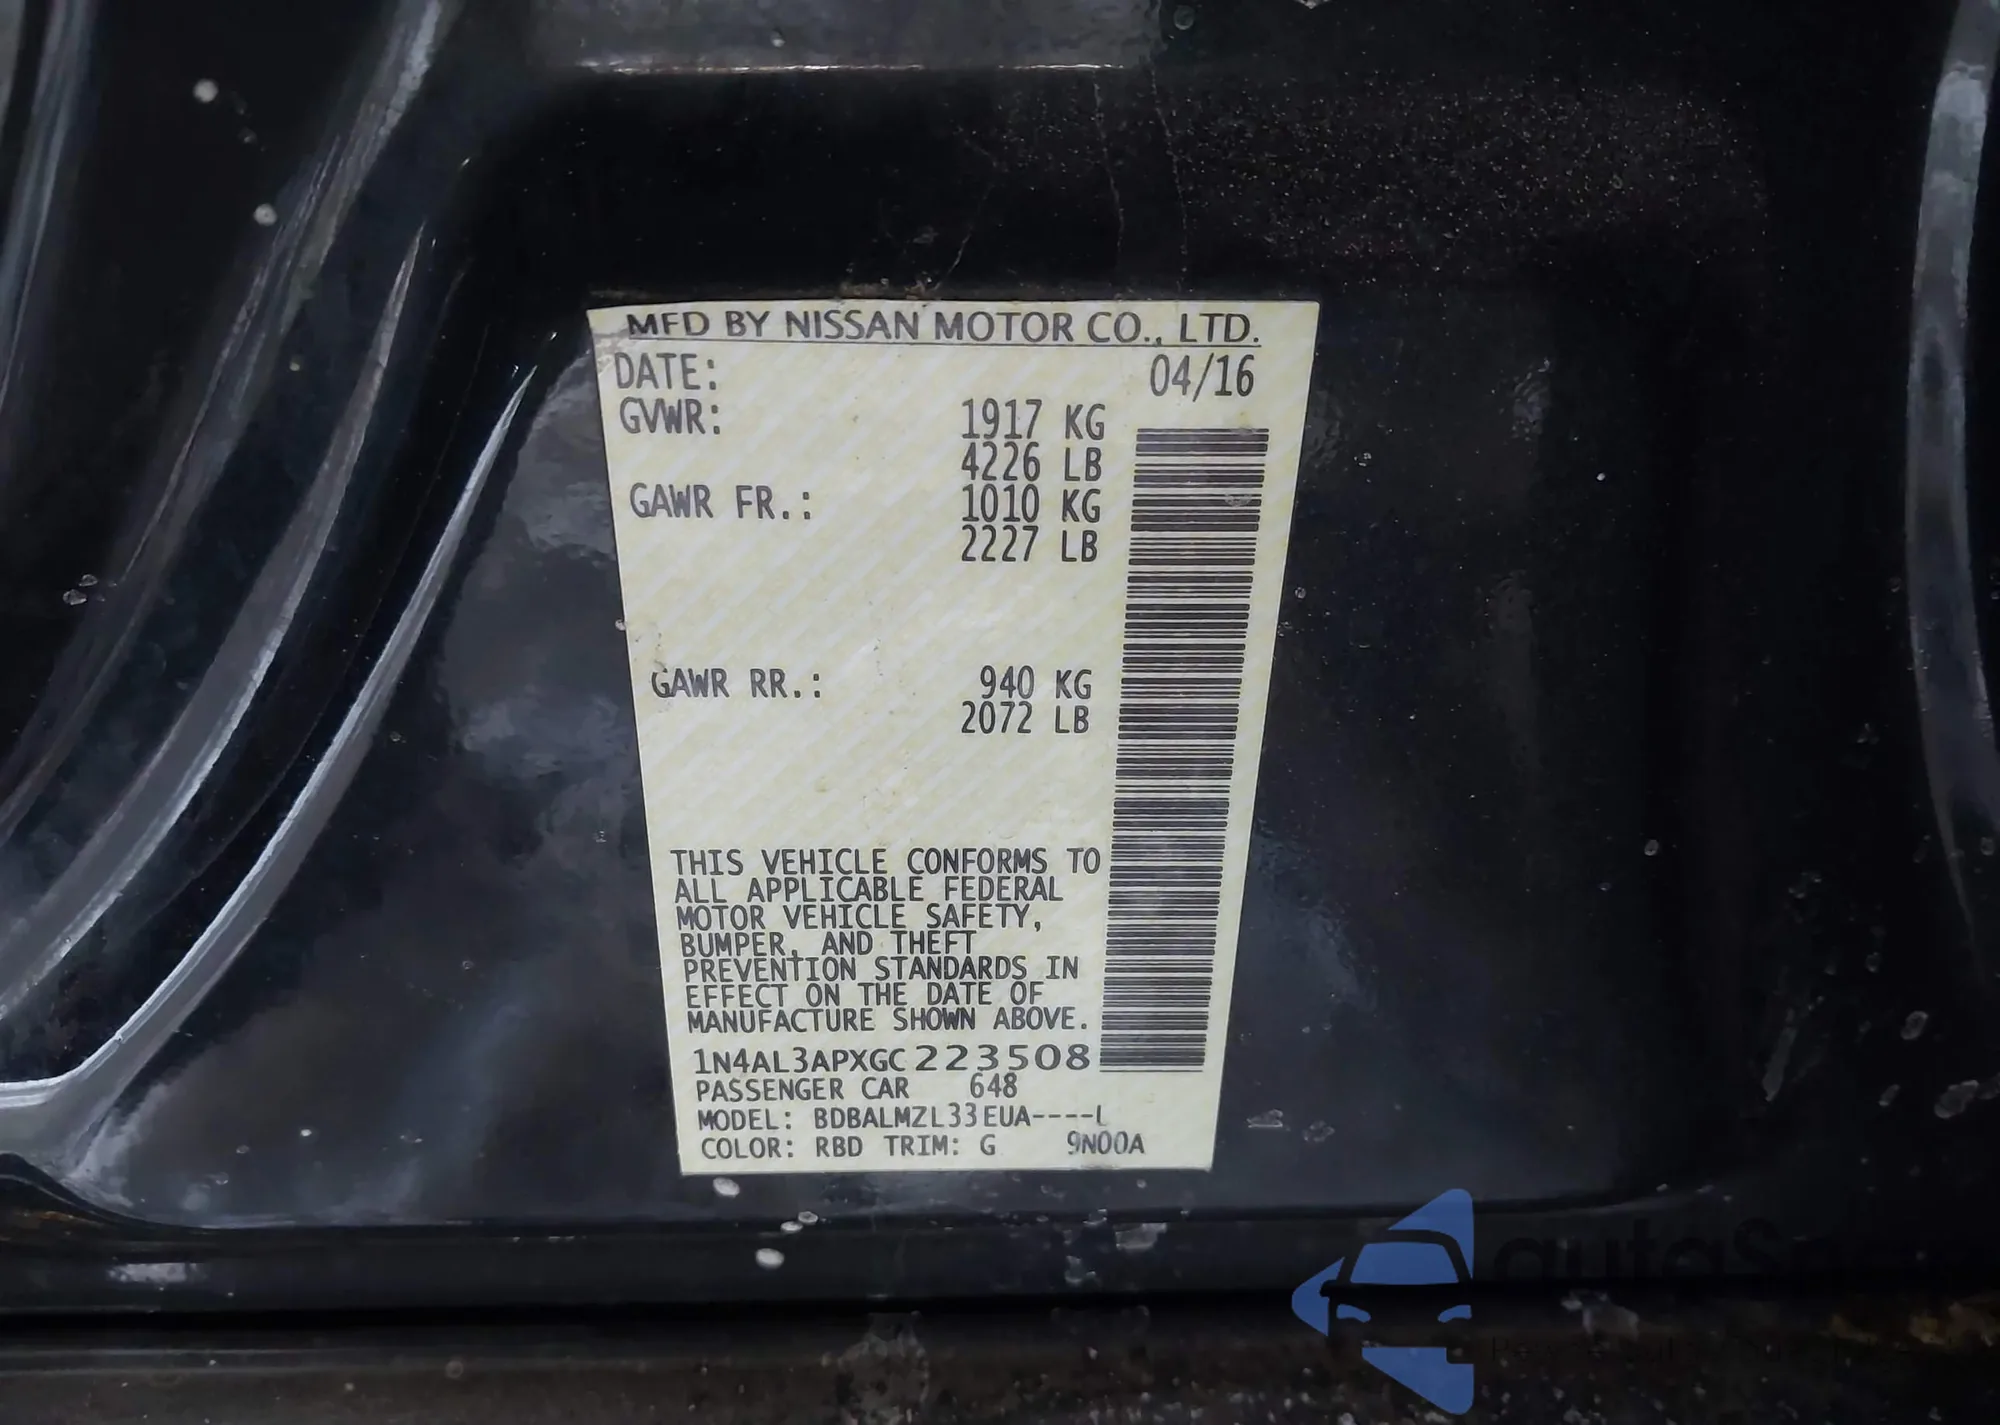 MFD BY NISSAN MOTOR CO., LTD.
DATE: 04/16
GVWR: 1917 KG
4226 LB
GAWR FR.: 1010 KG
2227 LB
GAWR RR.: 940 KG
2072 LB
THIS VEHICLE CONFORMS TO
ALL APPLICABLE FEDERAL
MOTOR VEHICLE SAFETY,
BUMPER, AND THEFT
PREVENTION STANDARDS IN
EFFECT ON THE DATE OF
MANUFACTURE SHOWN ABOVE.
1N4AL3APXGC223508
PASSENGER CAR 648
MODEL: BDBALMZL33EUA----L
COLOR: RBD TRIM: G 9N00A